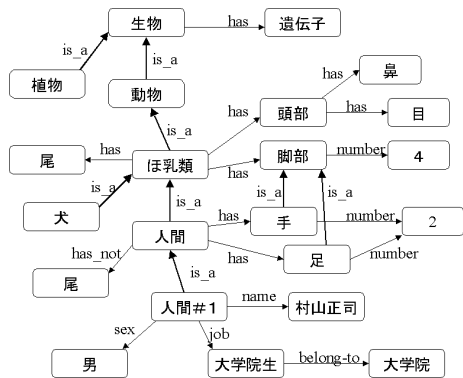 生物
has
遺伝子
is_a
is_a
植物
動物
has
鼻
is_a
has
頭部
has
目
尾
has
ほ乳類
has
脚部
number
4
is_a
is_a
is_a
is_a
犬
has
手
number
2
人間
has
足
number
has_not
尾
is_a
人間#1
name
村山正司
sex
job
男
大学院生
belong-to
大学院